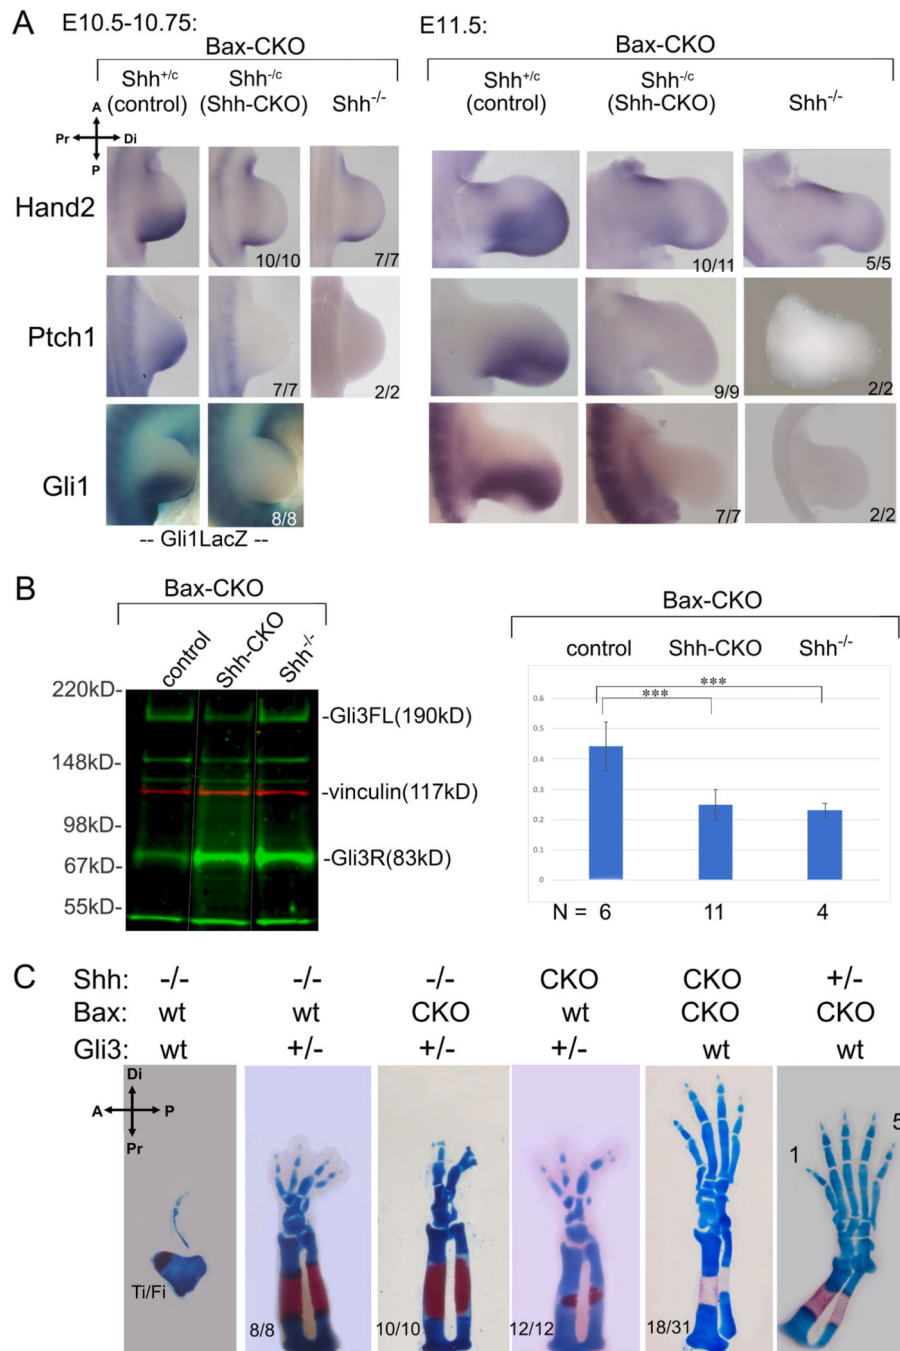 A
E10.5-10.75:
Bax-CKO
Shh+/c
(control)
Shh-/c
(Shh-CKO)
Shh-/-
A
Pr
Di
P
Hand2
10/10
7/7
Ptch1
7/7
2/2
Gli1
8/8
-- Gli1LacZ --
E11.5:
Bax-CKO
Shh+/c
(control)
Shh-/c
(Shh-CKO)
Shh-/-
10/11
5/5
9/9
2/2
7/7
2/2
B
Bax-CKO
control
Shh-CKO
Shh-/-
220kD-
148kD-
98kD-
67kD-
55kD-
-Gli3FL(190kD)
-vinculin(117kD)
-Gli3R(83kD)
Bax-CKO
control Shh-CKO Shh-/-
***
***
0.6
0.5
0.4
0.3
0.2
0.1
0
N = 6 11 4
C
Shh: -/- -/- -/- CKO CKO +/-
Bax: wt wt CKO wt CKO CKO
Gli3: wt +/- +/- +/- wt wt
Di
A
P
Pr
Ti/Fi
8/8
10/10
12/12
18/31
1
5